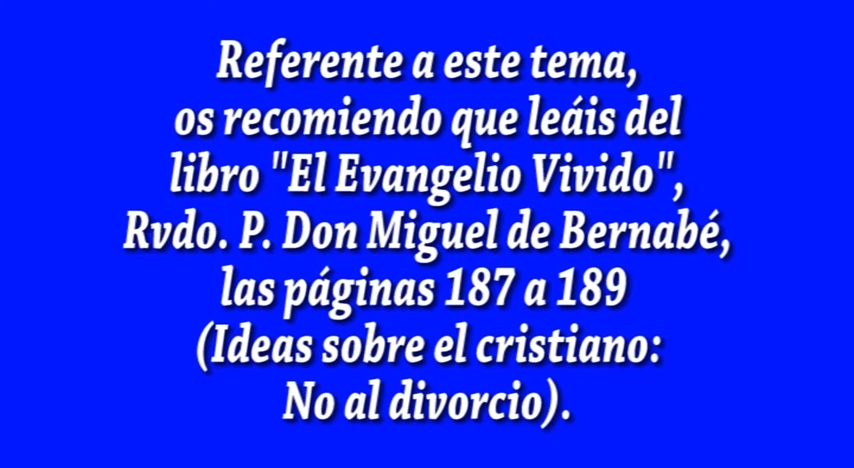 Referente a este tema,
os recomiendo que leáis del
libro "El Evangelio Vivido",
Rvdo. P. Don Miguel de Bernabé,
las páginas 187 a 189
(Ideas sobre el cristiano:
No al divorcio).